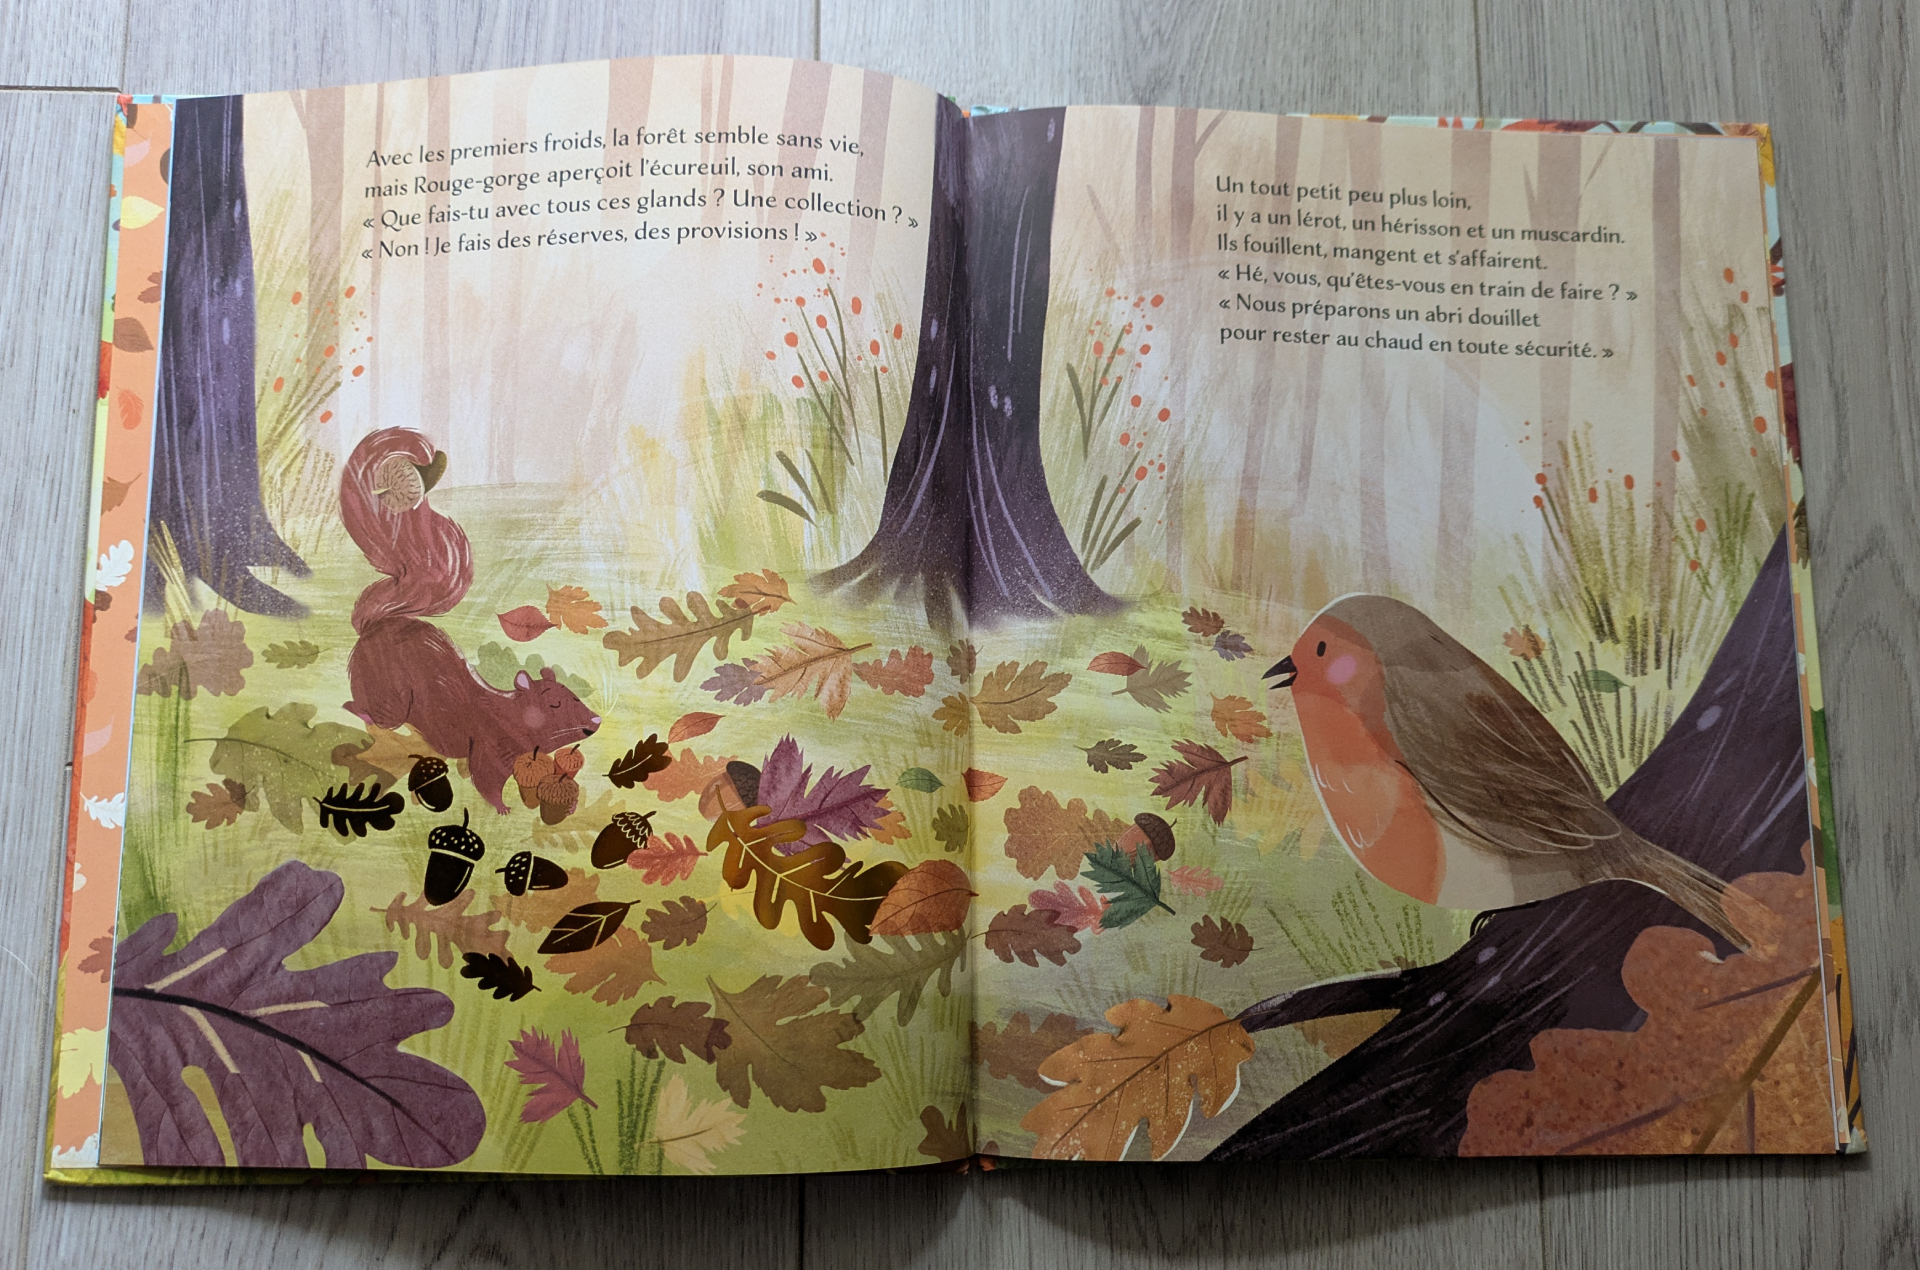 Avec les premiers froids, la forêt semble sans vie,
mais Rouge-gorge aperçoit l'écureuil, son ami.
« Que fais-tu avec tous ces glands ? Une collection ? »
« Non ! Je fais des réserves, des provisions ! »
Un tout petit peu plus loin,
il y a un lérot, un hérisson et un muscardin.
Ils fouillent, mangent et s'affairent.
« Hé, vous, qu'êtes-vous en train de faire ? »
« Nous préparons un abri douillet
pour rester au chaud en toute sécurité. »